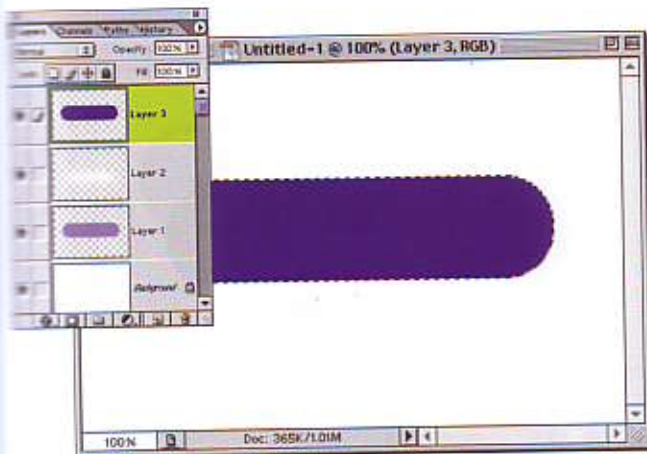 Layers Channels Paths History
Normal Opacity: 100%
Lock: Fill: 100%
Layer 3
Layer 2
Layer 1
Background
Untitled-1 @ 100% (Layer 3, RGB)
100% Doc: 365K/1.01M